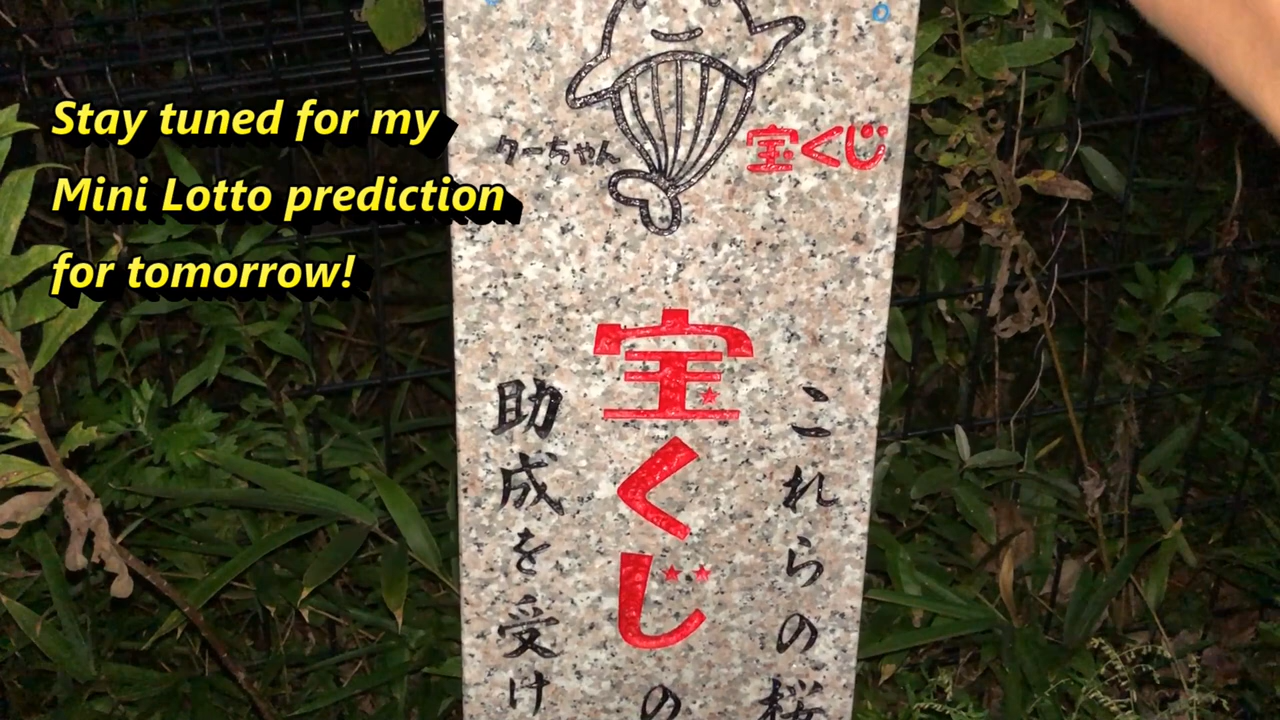 Stay tuned for my
Mini Lotto prediction
for tomorrow!
クーちゃん
宝くじ
これらの桜
宝くじの
助成を受け